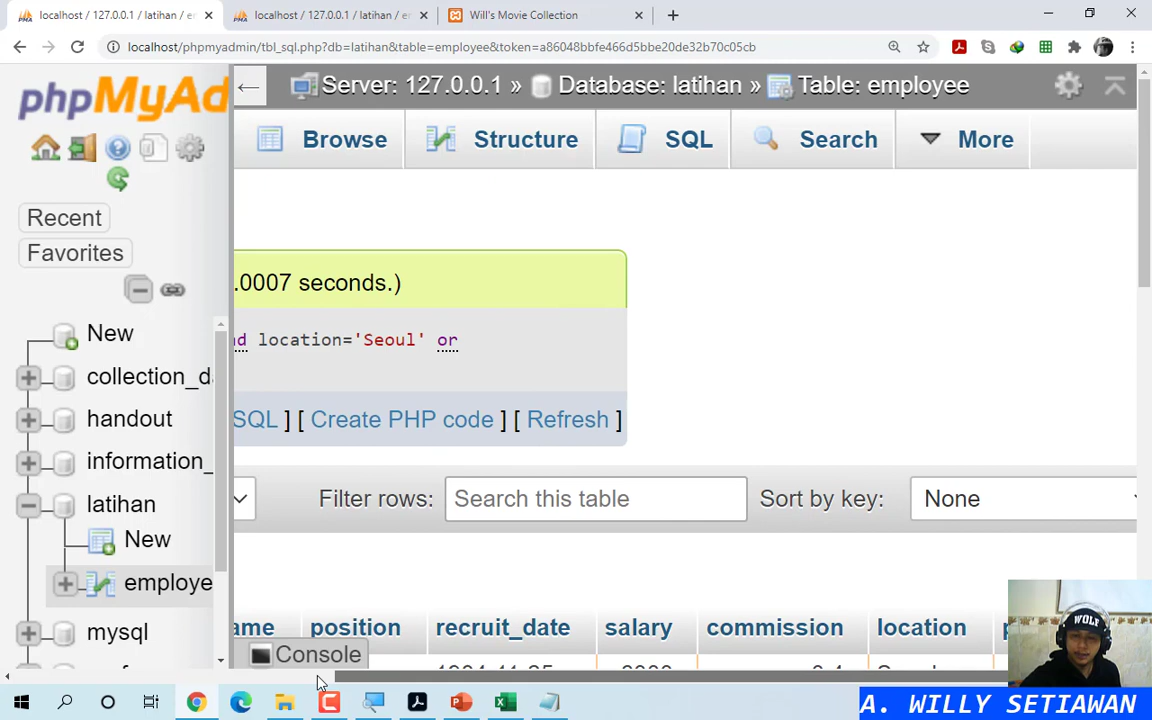 localhost / 127.0.0.1 / latihan / e
localhost / 127.0.0.1 / latihan / e
Will's Movie Collection
localhost/phpmyadmin/tbl_sql.php?db=latihan&table=employee&token=a86048bbfe466d5bbe20de32b70c05cb
phpMyAd
Server: 127.0.0.1 » Database: latihan » Table: employee
Browse Structure SQL Search More
Recent
Favorites
.0007 seconds.)
nd location='Seoul' or
SQL ] [ Create PHP code ] [ Refresh ]
New
collection_d
handout
information_
latihan
New
employe
mysql
Filter rows: Search this table Sort by key: None
ame position recruit_date salary commission location
Console
WOLF
A. WILLY SETIAWAN